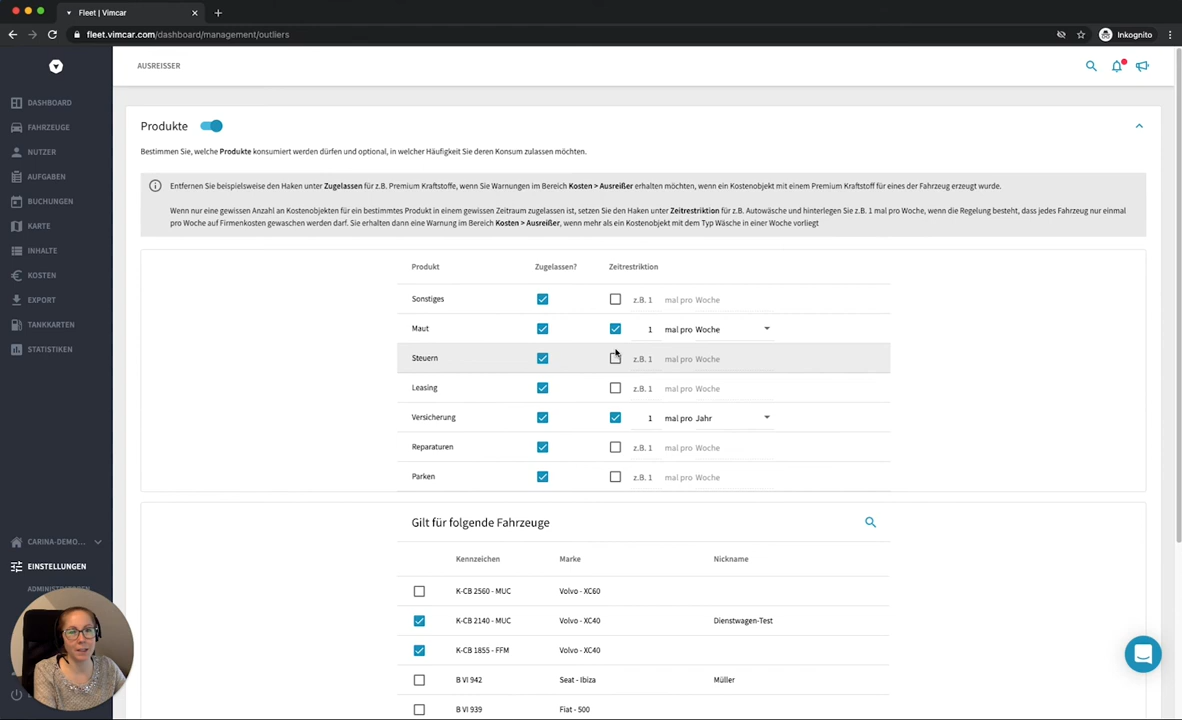 Fleet | Vimcar
fleet.vimcar.com/dashboard/management/outliers
Inkognito
AUSREISSER
DASHBOARD
FAHRZEUGE
NUTZER
AUFGABEN
BUCHUNGEN
KARTE
INHALTE
KOSTEN
EXPORT
TANKKARTEN
STATISTIKEN
CARINA-DEMO...
EINSTELLUNGEN
Produkte
Bestimmen Sie, welche Produkte konsumiert werden dürfen und optional, in welcher Häufigkeit Sie deren Konsum zulassen möchten.
Entfernen Sie beispielsweise den Haken unter Zugelassen für z.B. Premium Kraftstoffe, wenn Sie Warnungen im Bereich Kosten > Ausreißer erhalten möchten, wenn ein Kostenobjekt mit einem Premium Kraftstoff für eines der Fahrzeug erzeugt wurde.
Wenn nur eine gewissen Anzahl an Kostenobjekten für ein bestimmtes Produkt in einem gewissen Zeitraum zugelassen ist, setzen Sie den Haken unter Zeitrestriktion für z.B. Autowäsche und hinterlegen Sie z.B. 1 mal pro Woche, wenn die Regelung besteht, dass jedes Fahrzeug nur einmal
pro Woche auf Firmenkosten gewaschen werden darf. Sie erhalten dann eine Warnung im Bereich Kosten > Ausreißer, wenn mehr als ein Kostenobjekt mit dem Typ Wäsche in einer Woche vorliegt
Produkt Zugelassen? Zeitrestriktion
Sonstiges z.B. 1 mal pro Woche
Maut 1 mal pro Woche
Steuern z.B. 1 mal pro Woche
Leasing z.B. 1 mal pro Woche
Versicherung 1 mal pro Jahr
Reparaturen z.B. 1 mal pro Woche
Parken z.B. 1 mal pro Woche
Gilt für folgende Fahrzeuge
Kennzeichen Marke Nickname
K-CB 2560 - MUC Volvo - XC60
K-CB 2140 - MUC Volvo - XC40 Dienstwagen-Test
K-CB 1855 - FFM Volvo - XC40
B VI 942 Seat - Ibiza Müller
B VI 939 Fiat - 500